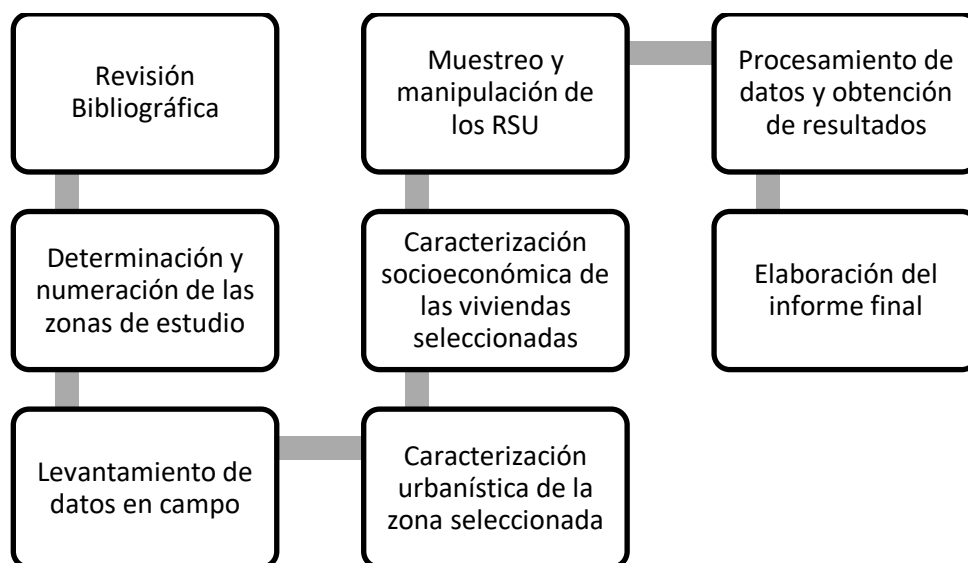 Revisión
Bibliográfica
Determinación y
numeración de las
zonas de estudio
Levantamiento de
datos en campo
Caracterización
urbanística de la
zona seleccionada
Caracterización
socioeconómica de
las viviendas
seleccionadas
Muestreo y
manipulación de
los RSU
Procesamiento de
datos y obtención
de resultados
Elaboración del
informe final